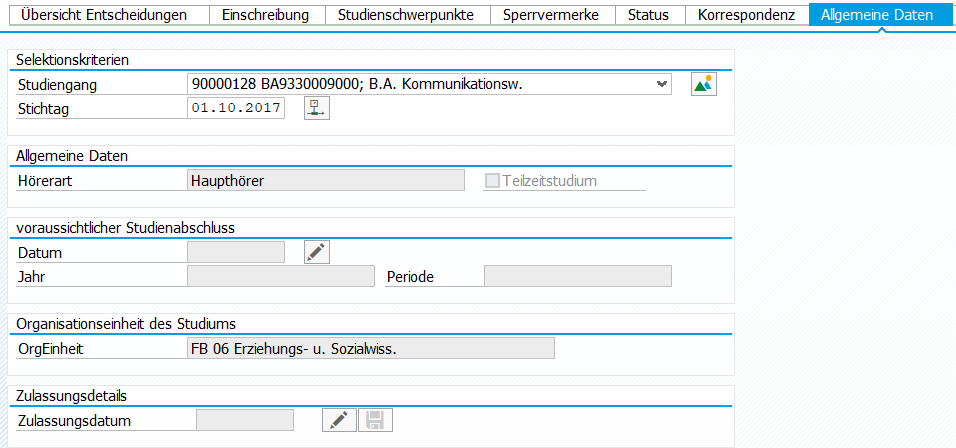 Übersicht Entscheidungen Einschreibung Studienschwerpunkte Sperrvermerke Status Korrespondenz Allgemeine Daten
Selektionskriterien
Studiengang 90000128 BA9330009000; B.A. Kommunikationsw.
Stichtag 01.10.2017
Allgemeine Daten
Hörerart Haupthörer Teilzeitstudium
voraussichtlicher Studienabschluss
Datum
Jahr Periode
Organisationseinheit des Studiums
OrgEinheit FB 06 Erziehungs- u. Sozialwiss.
Zulassungsdetails
Zulassungsdatum